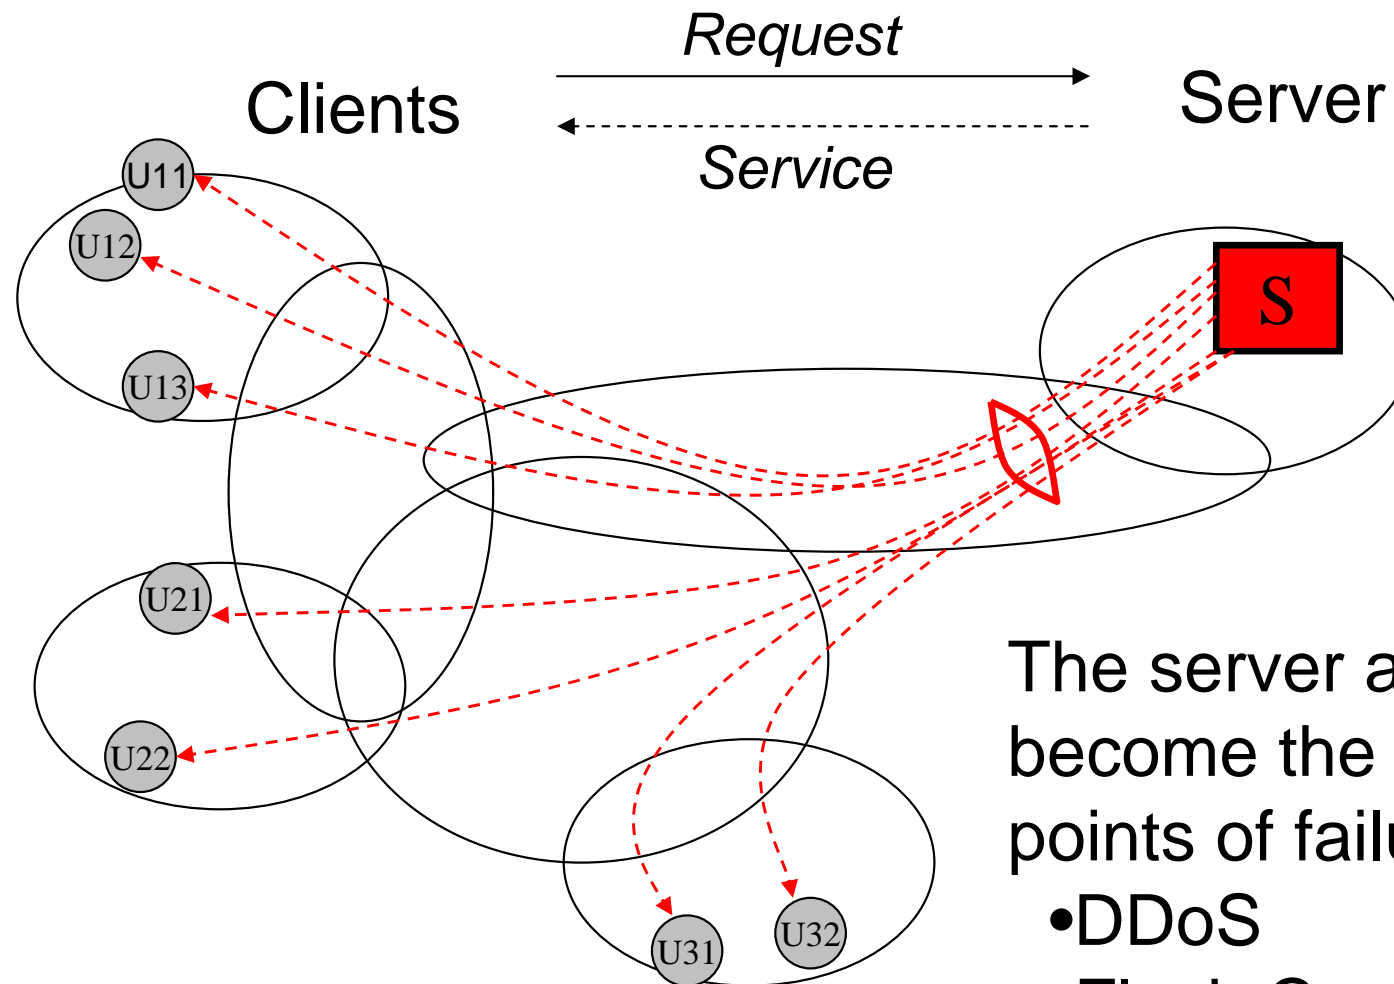 Request
Clients
Server
Service
U11
U12
U13
S
U21
U22
U31
U32
The server a
become the
points of failu
•DDoS